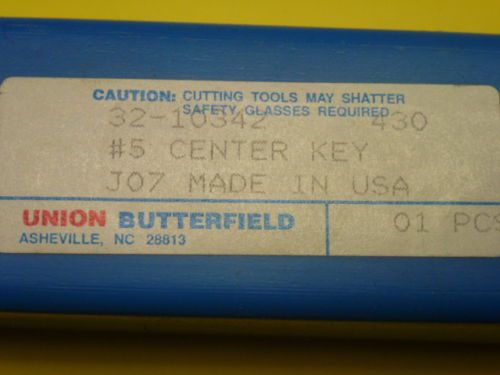 CAUTION: CUTTING TOOLS MAY SHATTER
SAFETY GLASSES REQUIRED
32-10342 430
#5 CENTER KEY
J07 MADE IN USA
UNION BUTTERFIELD
ASHEVILLE, NC 28813
01 PCS